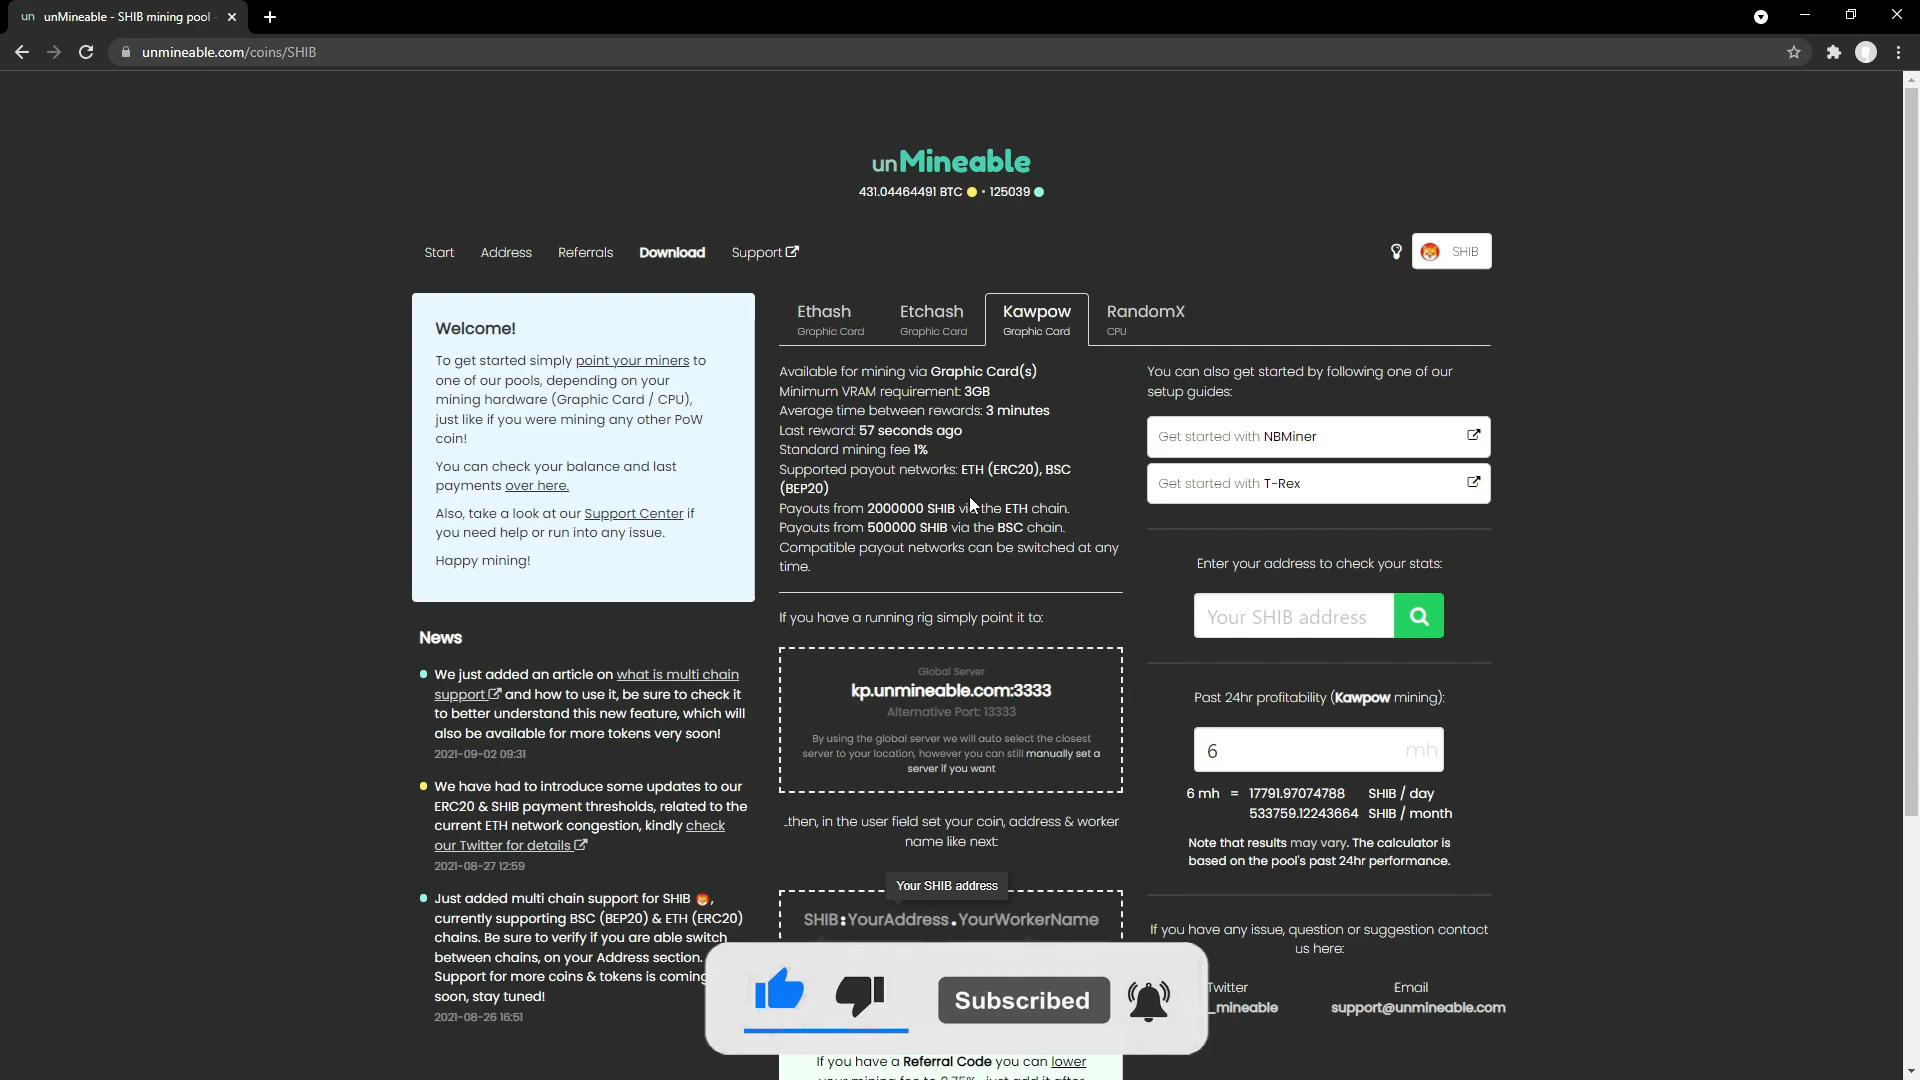 un unMineable - SHIB mining pool -
unmineable.com/coins/SHIB
unMineable
431.04464491 BTC • 125039
Start Address Referrals Download Support
SHIB
Welcome!
To get started simply point your miners to
one of our pools, depending on your
mining hardware (Graphic Card / CPU),
just like if you were mining any other PoW
coin!
You can check your balance and last
payments over here.
Also, take a look at our Support Center if
you need help or run into any issue.
Happy mining!
News
We just added an article on what is multi chain
support and how to use it, be sure to check it
to better understand this new feature, which will
also be available for more tokens very soon!
2021-09-02 09:31
We have had to introduce some updates to our
ERC20 & SHIB payment thresholds, related to the
current ETH network congestion, kindly check
our Twitter for details
2021-08-27 12:59
Just added multi chain support for SHIB ,
currently supporting BSC (BEP20) & ETH (ERC20)
chains. Be sure to verify if you are able switch
between chains, on your Address section.
Support for more coins & tokens is coming
soon, stay tuned!
2021-08-26 16:51
Ethash Etchash Kawpow RandomX
Graphic Card Graphic Card Graphic Card CPU
Available for mining via Graphic Card(s)
Minimum VRAM requirement: 3GB
Average time between rewards: 3 minutes
Last reward: 57 seconds ago
Standard mining fee 1%
Supported payout networks: ETH (ERC20), BSC
(BEP20)
Payouts from 2000000 SHIB via the ETH chain.
Payouts from 500000 SHIB via the BSC chain.
Compatible payout networks can be switched at any
time.
If you have a running rig simply point it to:
Global Server
kp.unmineable.com:3333
Alternative Port: 13333
By using the global server we will auto select the closest
server to your location, however you can still manually set a
server if you want
...then, in the user field set your coin, address & worker
name like next:
Your SHIB address
SHIB:YourAddress.YourWorkerName
If you have a Referral Code you can lower
your mining fee to 0.75%, just add it after
You can also get started by following one of our
setup guides:
Get started with NBMiner
Get started with T-Rex
Enter your address to check your stats:
Your SHIB address
Past 24hr profitability (Kawpow mining):
6 mh
6 mh = 17791.97074788 SHIB / day
533759.12243664 SHIB / month
Note that results may vary. The calculator is
based on the pool's past 24hr performance.
If you have any issue, question or suggestion contact
us here:
Twitter Email
_mineable support@unmineable.com
Subscribed